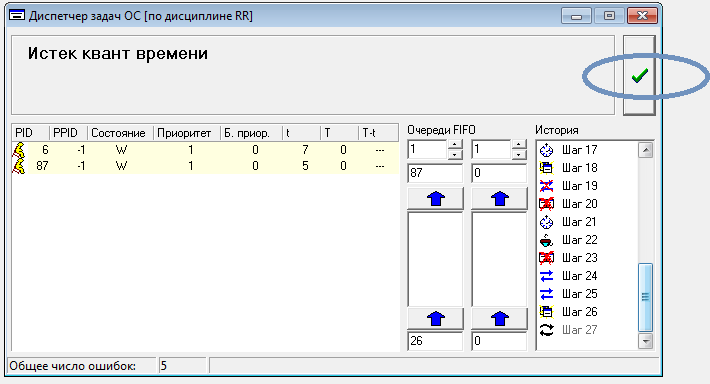 Диспетчер задач ОС [по дисциплине RR]
Истек квант времени
PID PPID Состояние Приоритет Б. приор. t T T-t
6 -1 W 1 0 7 0 ---
87 -1 W 1 0 5 0 ---
Очереди FIFO
1 1
87 0
26 0
История
Шаг 17
Шаг 18
Шаг 19
Шаг 20
Шаг 21
Шаг 22
Шаг 23
Шаг 24
Шаг 25
Шаг 26
Шаг 27
Общее число ошибок: 5